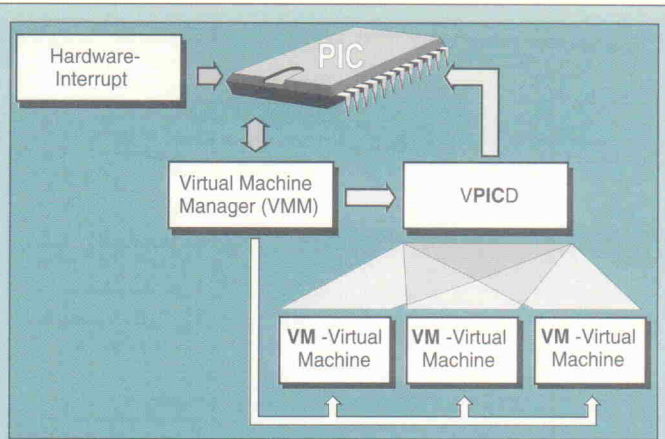 Hardware-
Interrupt
PIC
Virtual Machine
Manager (VMM)
VPICD
VM -Virtual
Machine
VM -Virtual
Machine
VM -Virtual
Machine